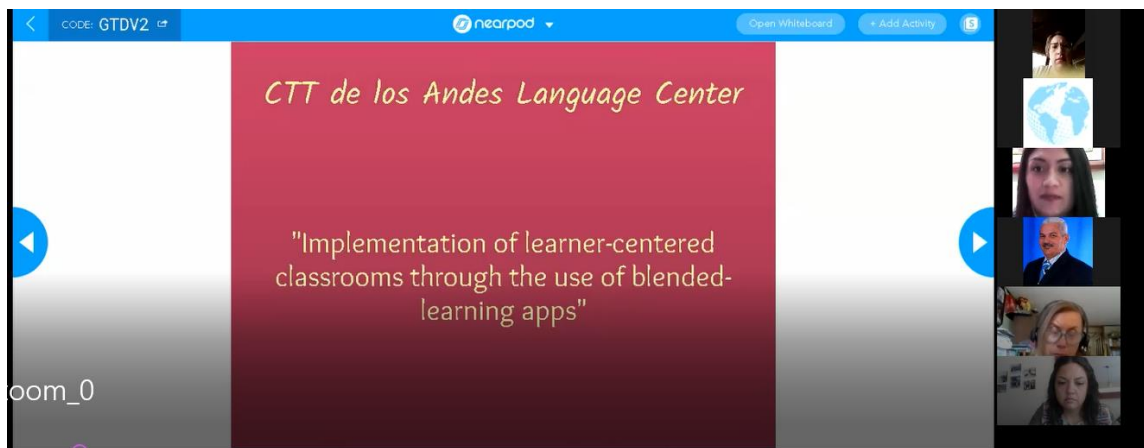 CODE: GTDV2
nearpod
Open Whiteboard
+ Add Activity
S
CTT de los Andes Language Center
"Implementation of learner-centered
classrooms through the use of blended-
learning apps"
oom_0